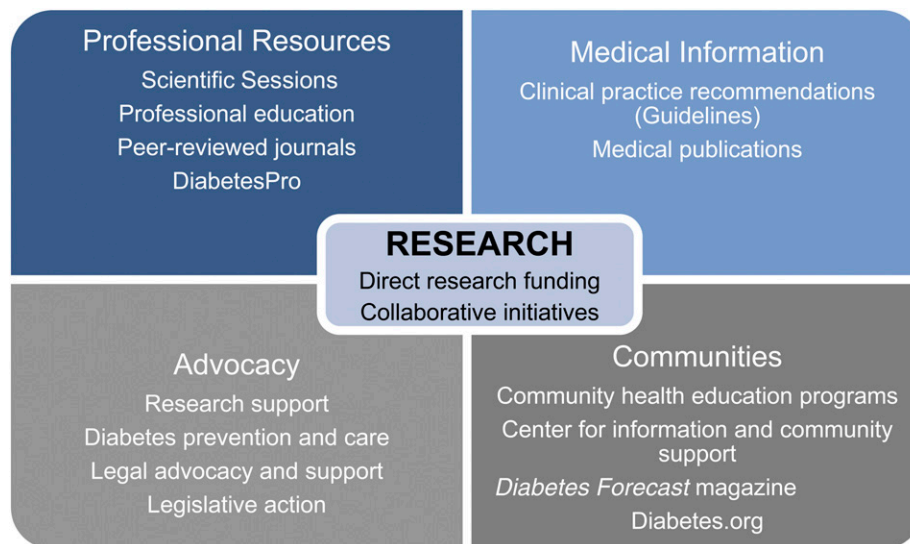 Professional Resources
Scientific Sessions
Professional education
Peer-reviewed journals
DiabetesPro
Medical Information
Clinical practice recommendations
(Guidelines)
Medical publications
RESEARCH
Direct research funding
Collaborative initiatives
Advocacy
Research support
Diabetes prevention and care
Legal advocacy and support
Legislative action
Communities
Community health education programs
Center for information and community
support
Diabetes Forecast magazine
Diabetes.org